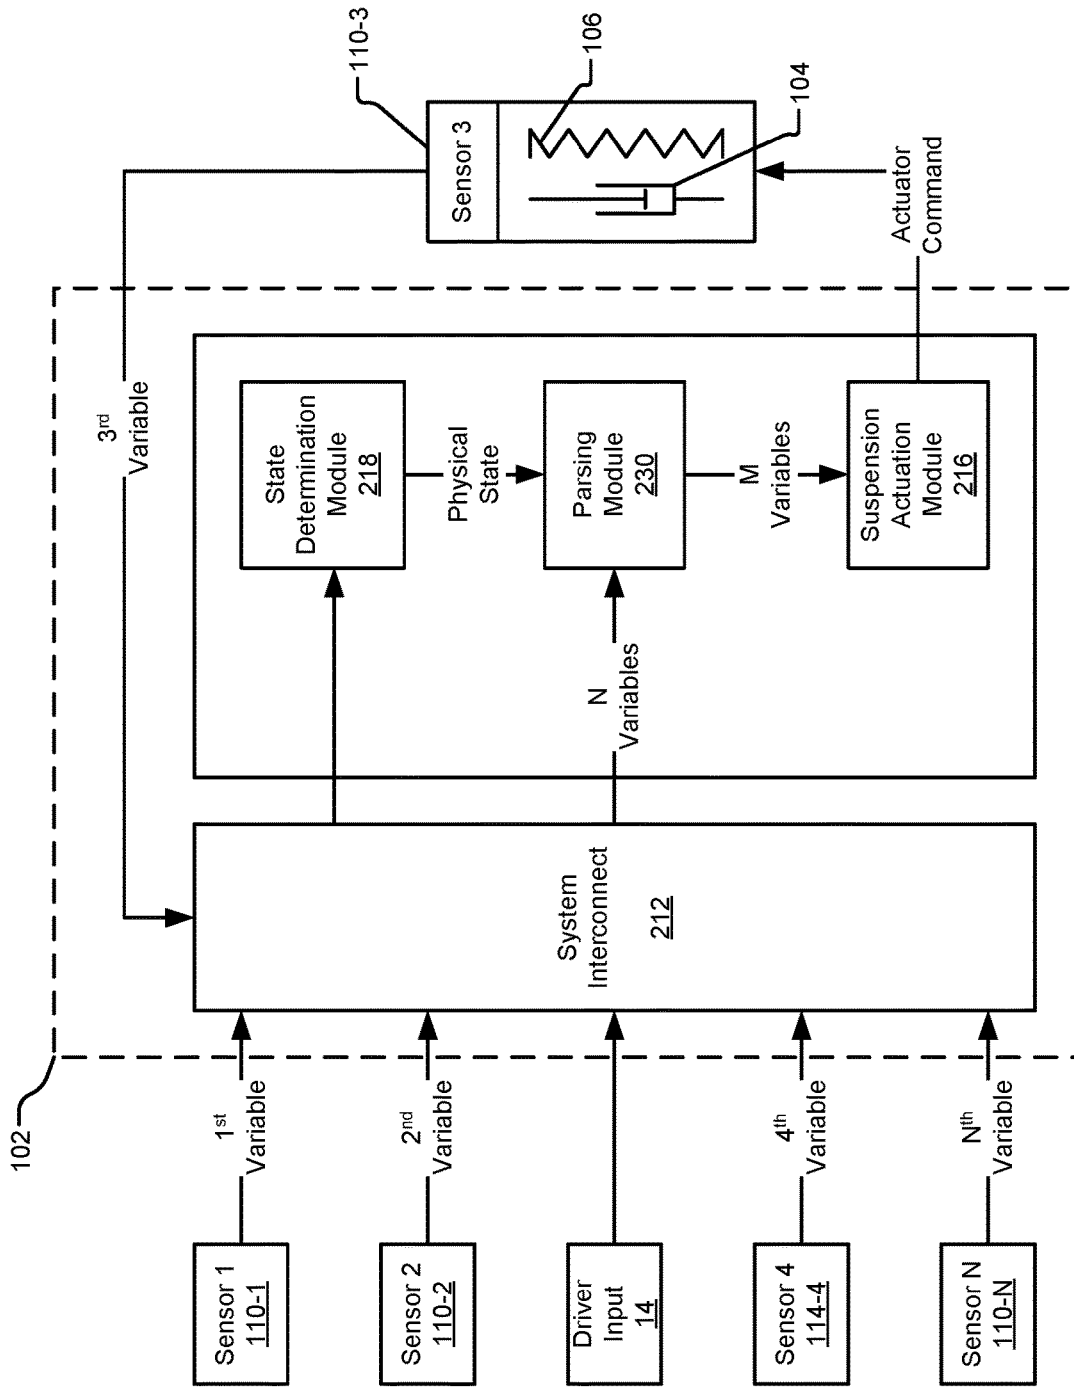 102
Sensor 1
110-1
1st
Variable
Sensor 2
110-2
2nd
Variable
Driver
Input
14
Sensor 4
114-4
4th
Variable
Sensor N
110-N
Nth
Variable
System
Interconnect
212
3rd
Variable
N
Variables
State
Determination
Module
218
Physical
State
Parsing
Module
230
M
Variables
Suspension
Actuation
Module
216
Actuator
Command
110-3
Sensor 3
106
104